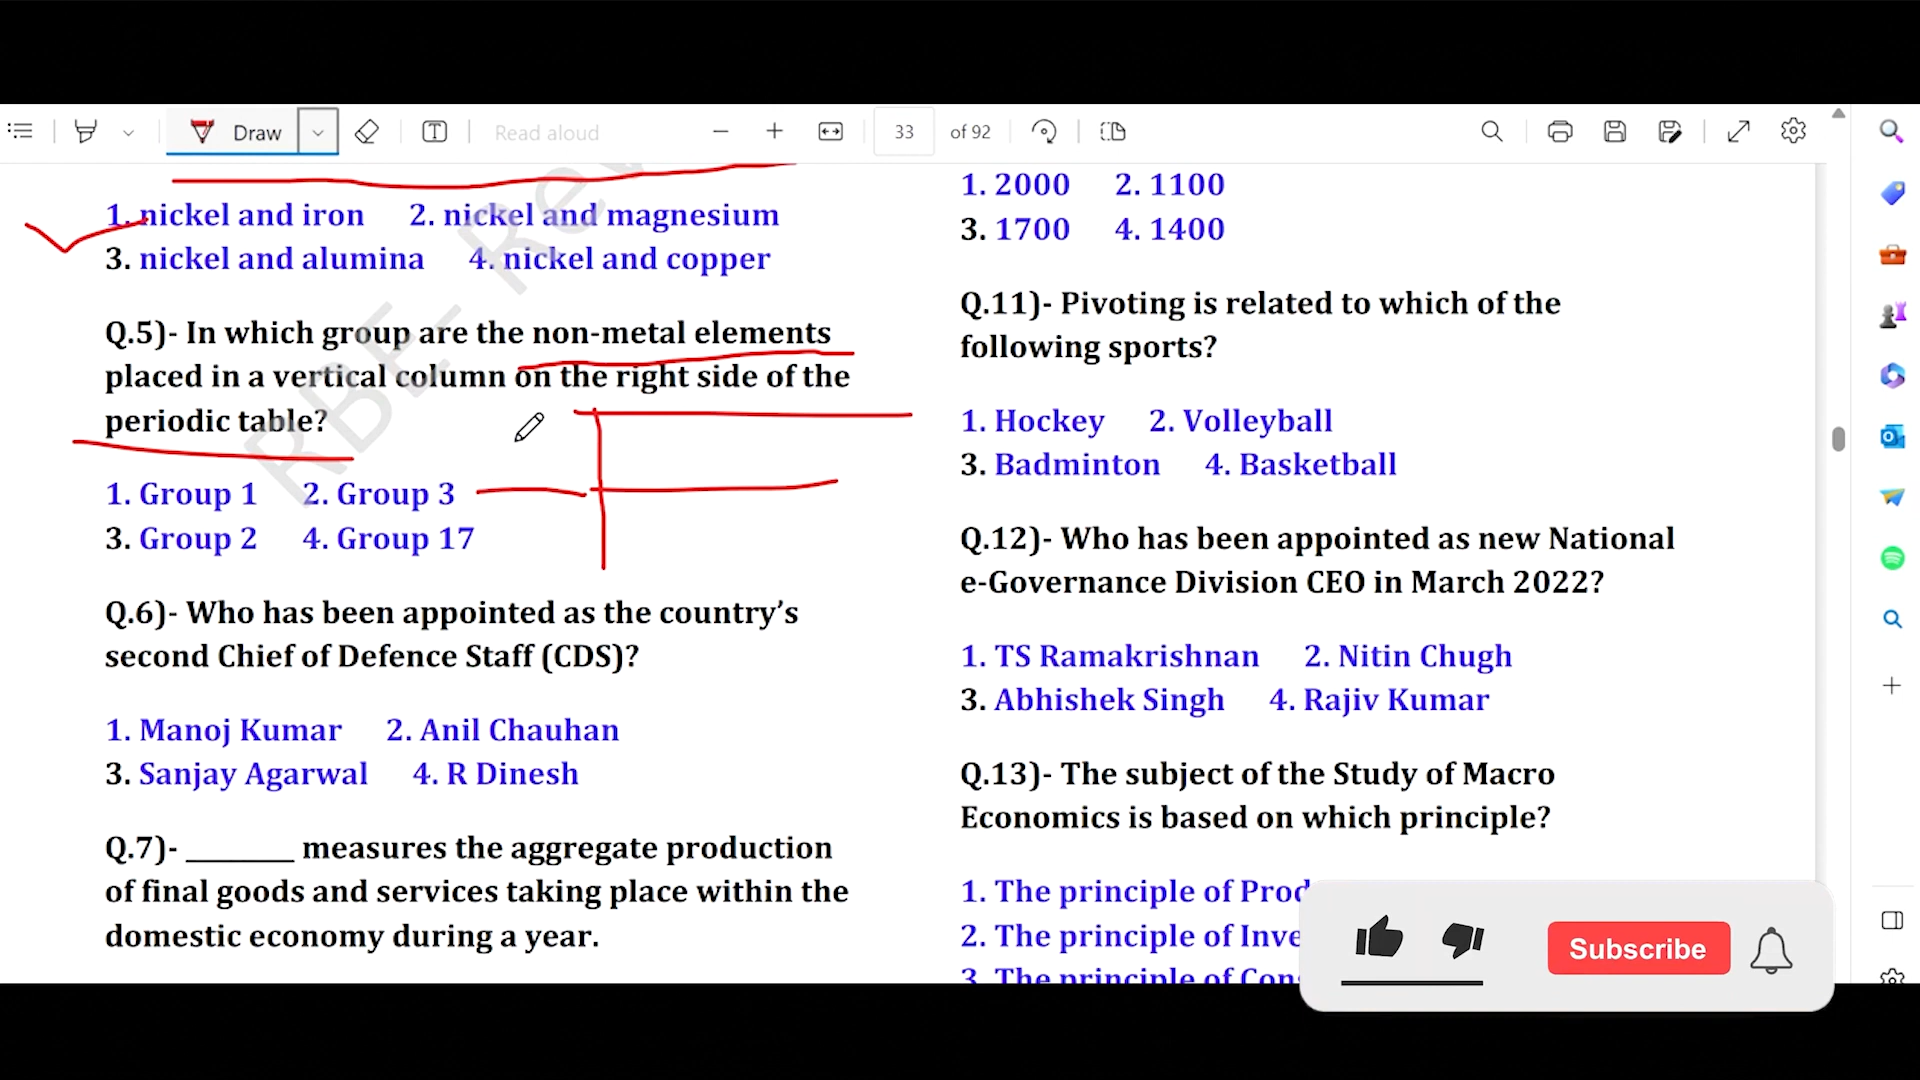 Draw
Read aloud
33 of 92
RBE- Rev
1. nickel and iron 2. nickel and magnesium
3. nickel and alumina 4. nickel and copper
Q.5)- In which group are the non-metal elements
placed in a vertical column on the right side of the
periodic table?
1. Group 1 2. Group 3
3. Group 2 4. Group 17
Q.6)- Who has been appointed as the country’s
second Chief of Defence Staff (CDS)?
1. Manoj Kumar 2. Anil Chauhan
3. Sanjay Agarwal 4. R Dinesh
Q.7)- _______ measures the aggregate production
of final goods and services taking place within the
domestic economy during a year.
1. 2000 2. 1100
3. 1700 4. 1400
Q.11)- Pivoting is related to which of the
following sports?
1. Hockey 2. Volleyball
3. Badminton 4. Basketball
Q.12)- Who has been appointed as new National
e-Governance Division CEO in March 2022?
1. TS Ramakrishnan 2. Nitin Chugh
3. Abhishek Singh 4. Rajiv Kumar
Q.13)- The subject of the Study of Macro
Economics is based on which principle?
1. The principle of Prod
2. The principle of Inve
3. The principle of Con
Subscribe